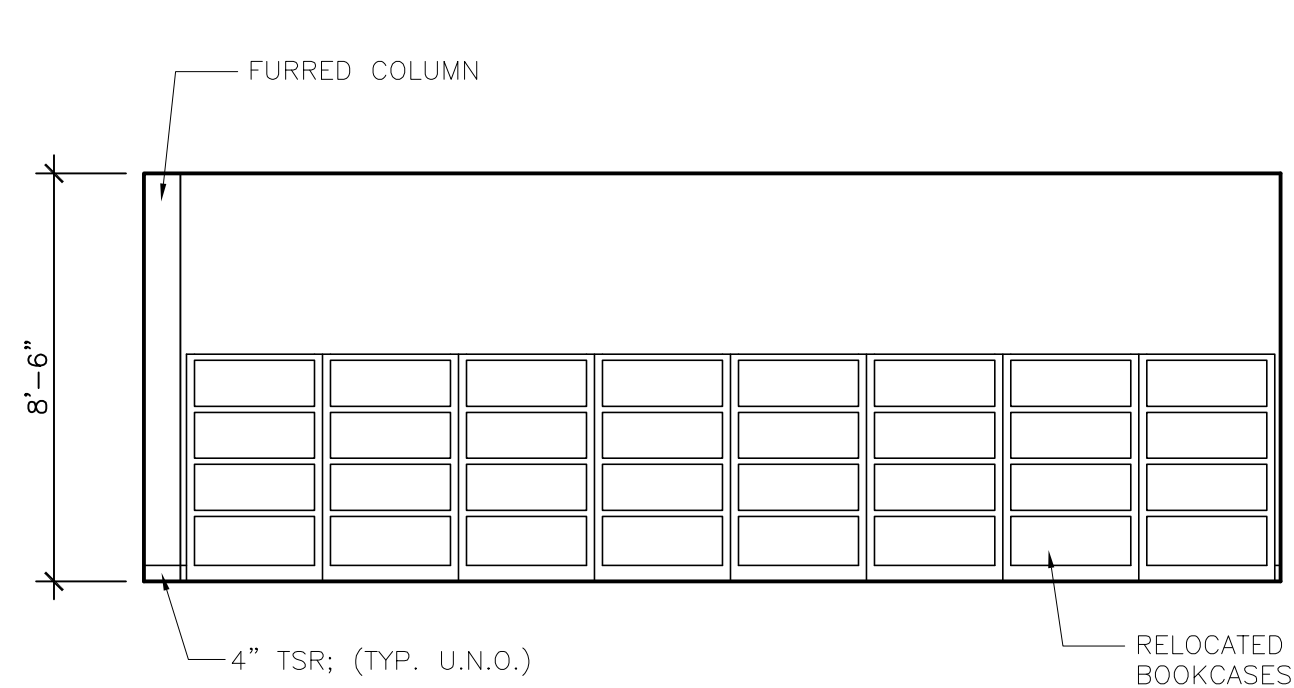 FURRED COLUMN
8'-6"
4" TSR; (TYP. U.N.O.)
RELOCATED
BOOKCASES